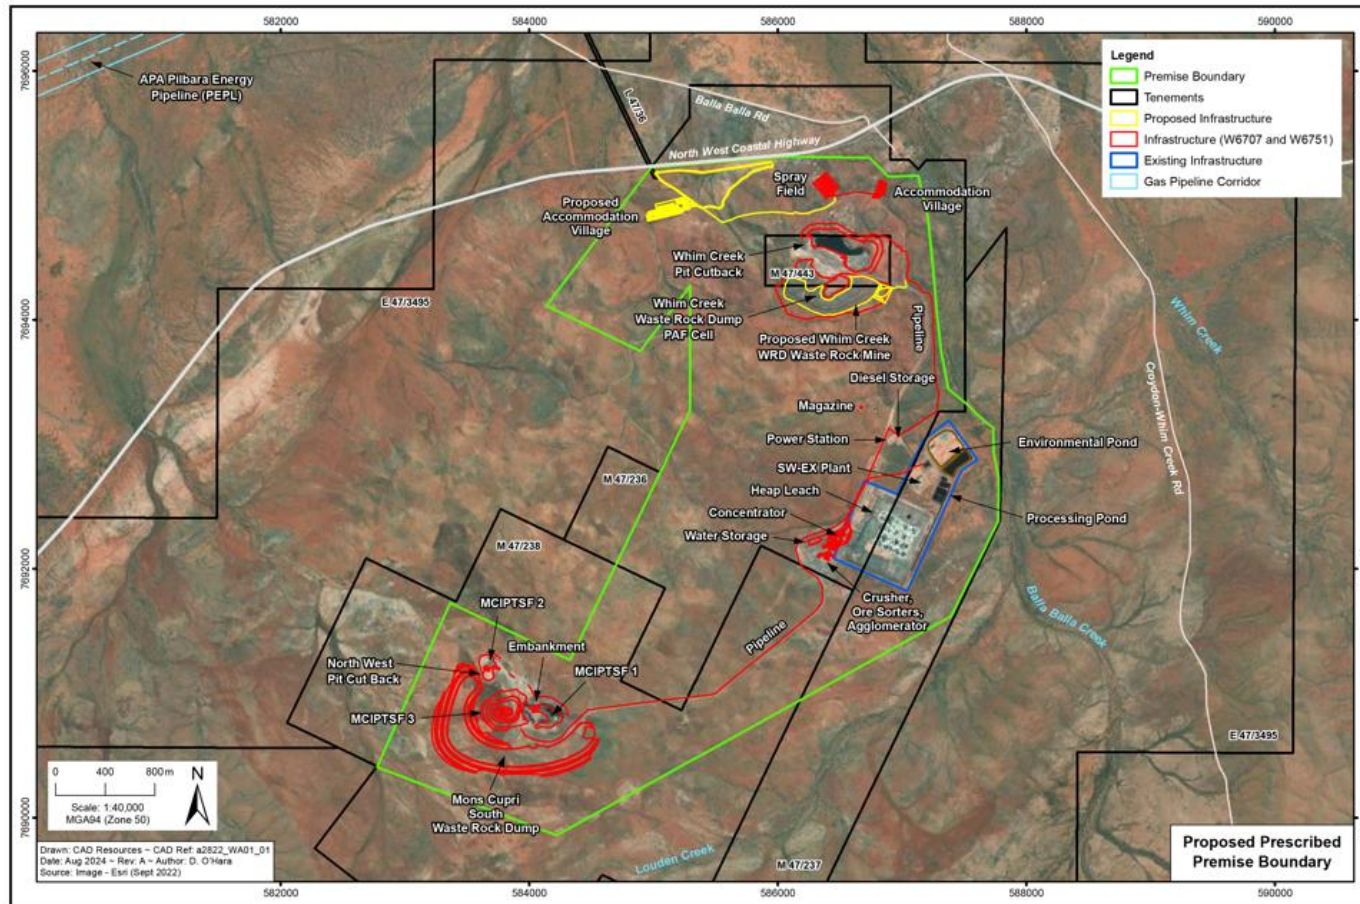 582000
584000
586000
588000
590000
7696000
7694000
7692000
7690000
APA Pilbara Energy
Pipeline (PEPL)
L 47/36
Balla Balla Rd
North West Coastal Highway
Legend
Premise Boundary
Tenements
Proposed Infrastructure
Infrastructure (W6707 and W6751)
Existing Infrastructure
Gas Pipeline Corridor
Spray
Field
Accommodation
Village
Proposed
Accommodation
Village
Whim Creek
Pit Cutback
M 47/443
E 47/3495
Whim Creek
Waste Rock Dump
PAF Cell
Proposed Whim Creek
WRD Waste Rock Mine
Pipeline
Whim Creek
Croydon-Whim Creek Rd
Diesel Storage
Magazine
Power Station
Environmental Pond
SW-EX Plant
Heap Leach
Concentrator
Processing Pond
Water Storage
M 47/236
M 47/238
Crusher,
Ore Sorters,
Agglomerator
Balla Balla Creek
MCIPTSF 2
Embankment
Pipeline
North West
Pit Cut Back
MCIPTSF 1
MCIPTSF 3
E 47/3495
Mons Cupri
South
Waste Rock Dump
0 400 800m
N
Scale: 1:40,000
MGA94 (Zone 50)
Drawn: CAD Resources ~ CAD Ref: a2822_WA01_01
Date: Aug 2024 ~ Rev: A ~ Author: D. O'Hara
Source: Image - Esri (Sept 2022)
Louden Creek
M 47/237
Proposed Prescribed
Premise Boundary
582000
584000
586000
588000
590000